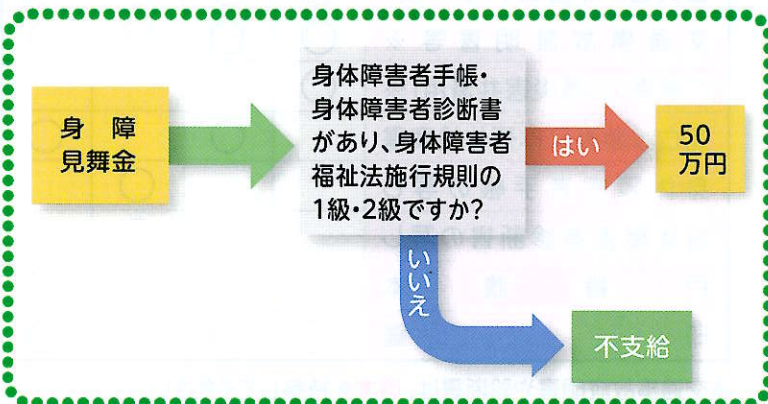 身 障
見舞金
身体障害者手帳・
身体障害者診断書
があり、身体障害者
福祉法施行規則の
1級・2級ですか?
はい
50
万円
いいえ
不支給